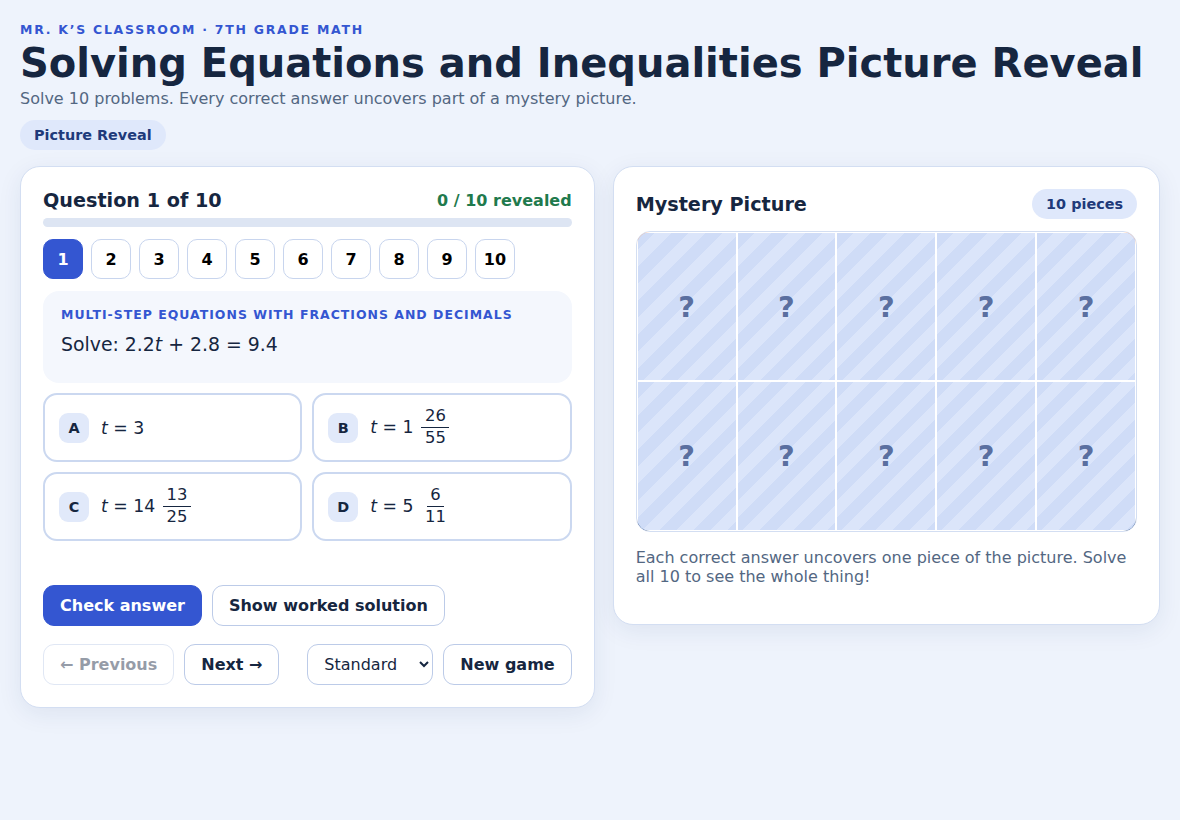 MR. K’S CLASSROOM · 7TH GRADE MATH
Solving Equations and Inequalities Picture Reveal
Solve 10 problems. Every correct answer uncovers part of a mystery picture.
Picture Reveal
Question 1 of 10
0 / 10 revealed
1 2 3 4 5 6 7 8 9 10
MULTI-STEP EQUATIONS WITH FRACTIONS AND DECIMALS
Solve: 2.2t + 2.8 = 9.4
A t = 3
B t = 1 26/55
C t = 14 13/25
D t = 5 6/11
Check answer
Show worked solution
← Previous
Next →
Standard
New game
Mystery Picture
10 pieces
? ? ? ? ?
? ? ? ? ?
Each correct answer uncovers one piece of the picture. Solve
all 10 to see the whole thing!